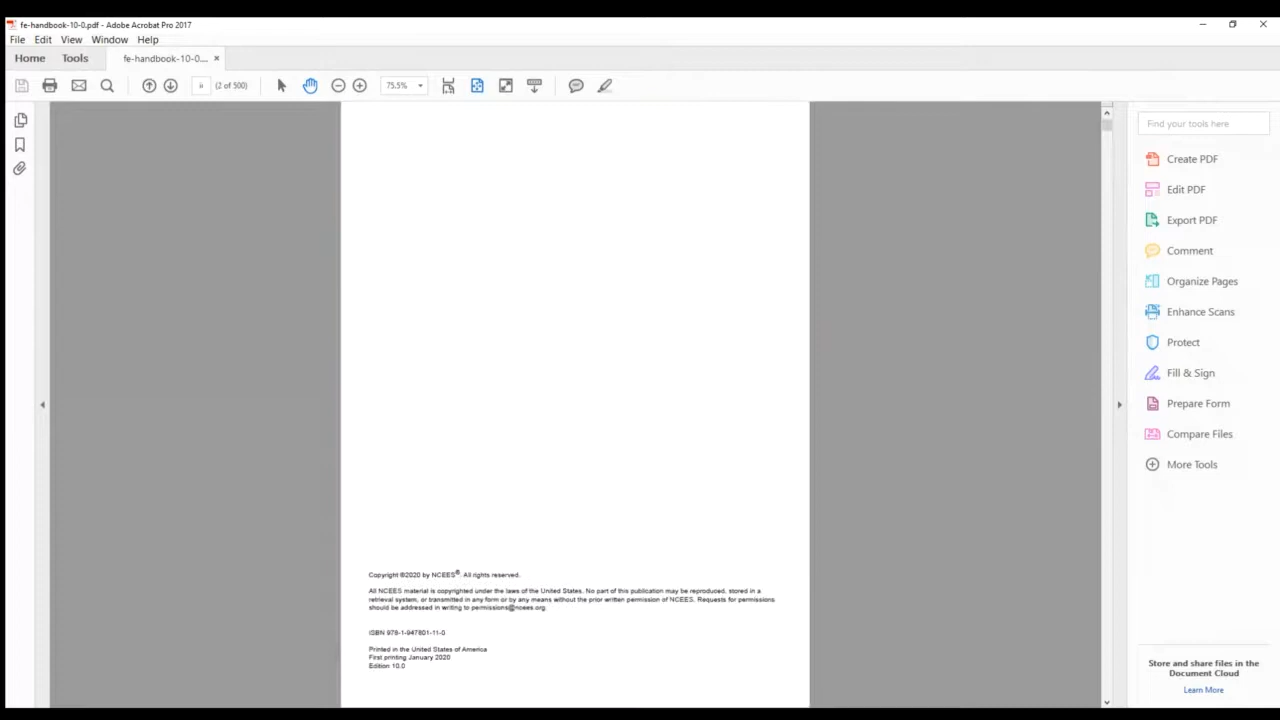 fe-handbook-10-0.pdf - Adobe Acrobat Pro 2017
File Edit View Window Help
Home Tools fe-handbook-10-0.... ×
ii (2 of 500) 75.5%
Find your tools here
Create PDF
Edit PDF
Export PDF
Comment
Organize Pages
Enhance Scans
Protect
Fill & Sign
Prepare Form
Compare Files
More Tools
Copyright ©2020 by NCEES®. All rights reserved.
All NCEES material is copyrighted under the laws of the United States. No part of this publication may be reproduced, stored in a
retrieval system, or transmitted in any form or by any means without the prior written permission of NCEES. Requests for permissions
should be addressed in writing to permissions@ncees.org.
ISBN 978-1-947801-11-0
Printed in the United States of America
First printing January 2020
Edition 10.0
Store and share files in the
Document Cloud
Learn More